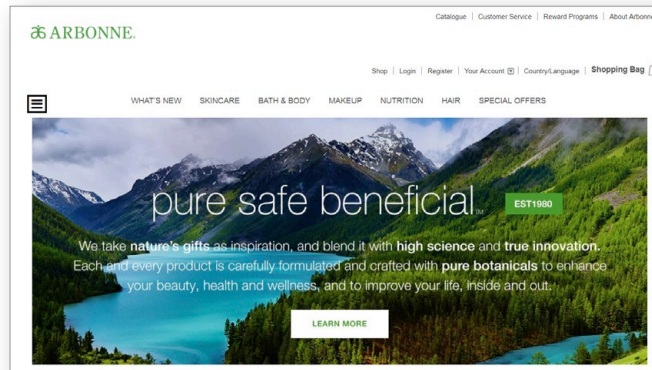 Catalogue | Customer Service | Reward Programs | About Arbonne
ARBONNE.
Shop | Login | Register | Your Account | Country/Language | Shopping Bag
WHAT'S NEW SKINCARE BATH & BODY MAKEUP NUTRITION HAIR SPECIAL OFFERS
pure safe beneficial™ EST1980
We take nature's gifts as inspiration, and blend it with high science and true innovation.
Each and every product is carefully formulated and crafted with pure botanicals to enhance
your beauty, health and wellness, and to improve your life, inside and out.
LEARN MORE